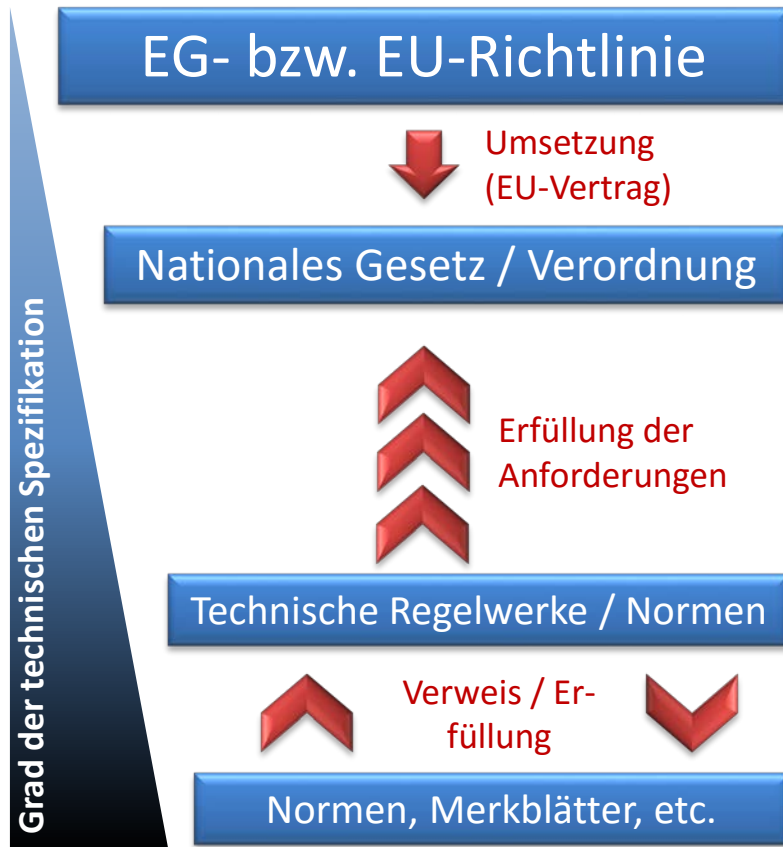 EG- bzw. EU-Richtlinie
Umsetzung
(EU-Vertrag)
Nationales Gesetz / Verordnung
Erfüllung der
Anforderungen
Technische Regelwerke / Normen
Verweis / Er-
füllung
Normen, Merkblätter, etc.
Grad der technischen Spezifikation